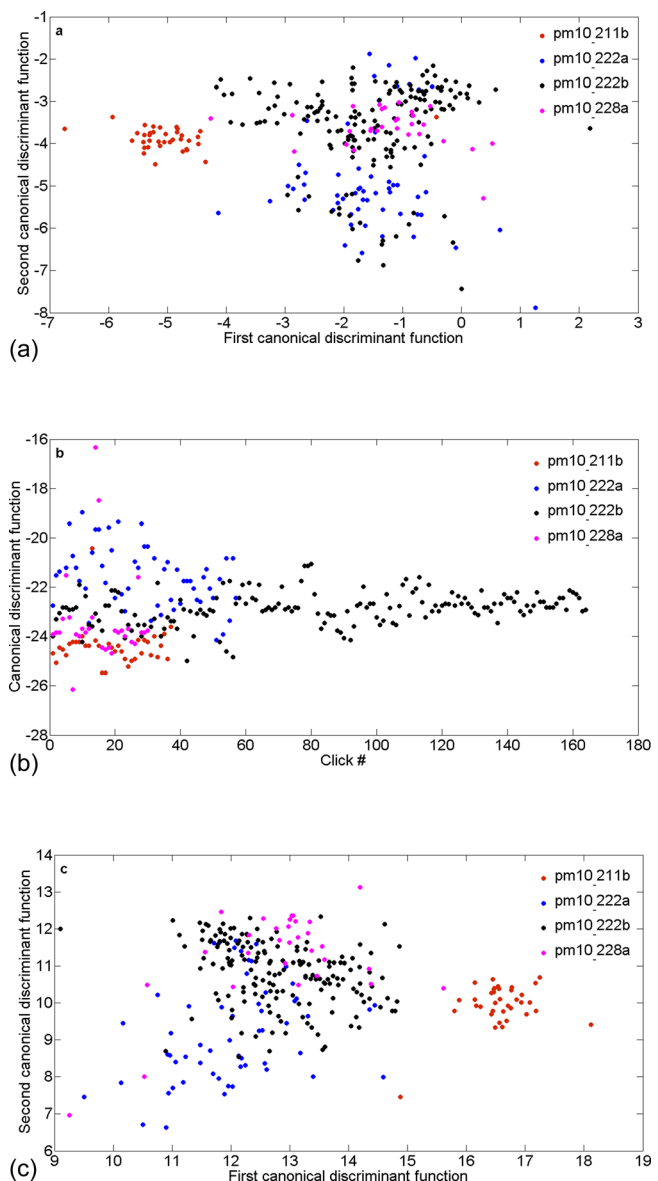 a
pm10_211b
pm10_222a
pm10_222b
pm10_228a
Second canonical discriminant function
-1
-2
-3
-4
-5
-6
-7
-8
-7 -6 -5 -4 -3 -2 -1 0 1 2 3
First canonical discriminant function
(a)
b
pm10_211b
pm10_222a
pm10_222b
pm10_228a
Canonical discriminant function
-16
-18
-20
-22
-24
-26
-28
0 20 40 60 80 100 120 140 160 180
Click #
(b)
c
pm10_211b
pm10_222a
pm10_222b
pm10_228a
Second canonical discriminant function
14
13
12
11
10
9
8
7
6
9 10 11 12 13 14 15 16 17 18 19
First canonical discriminant function
(c)